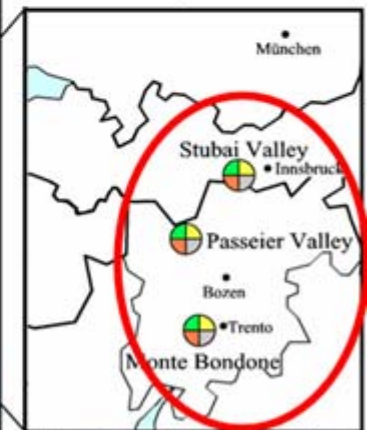 München
Stubai Valley
Innsbruck
Passeier Valley
Bozen
Trento
Monte Bondone